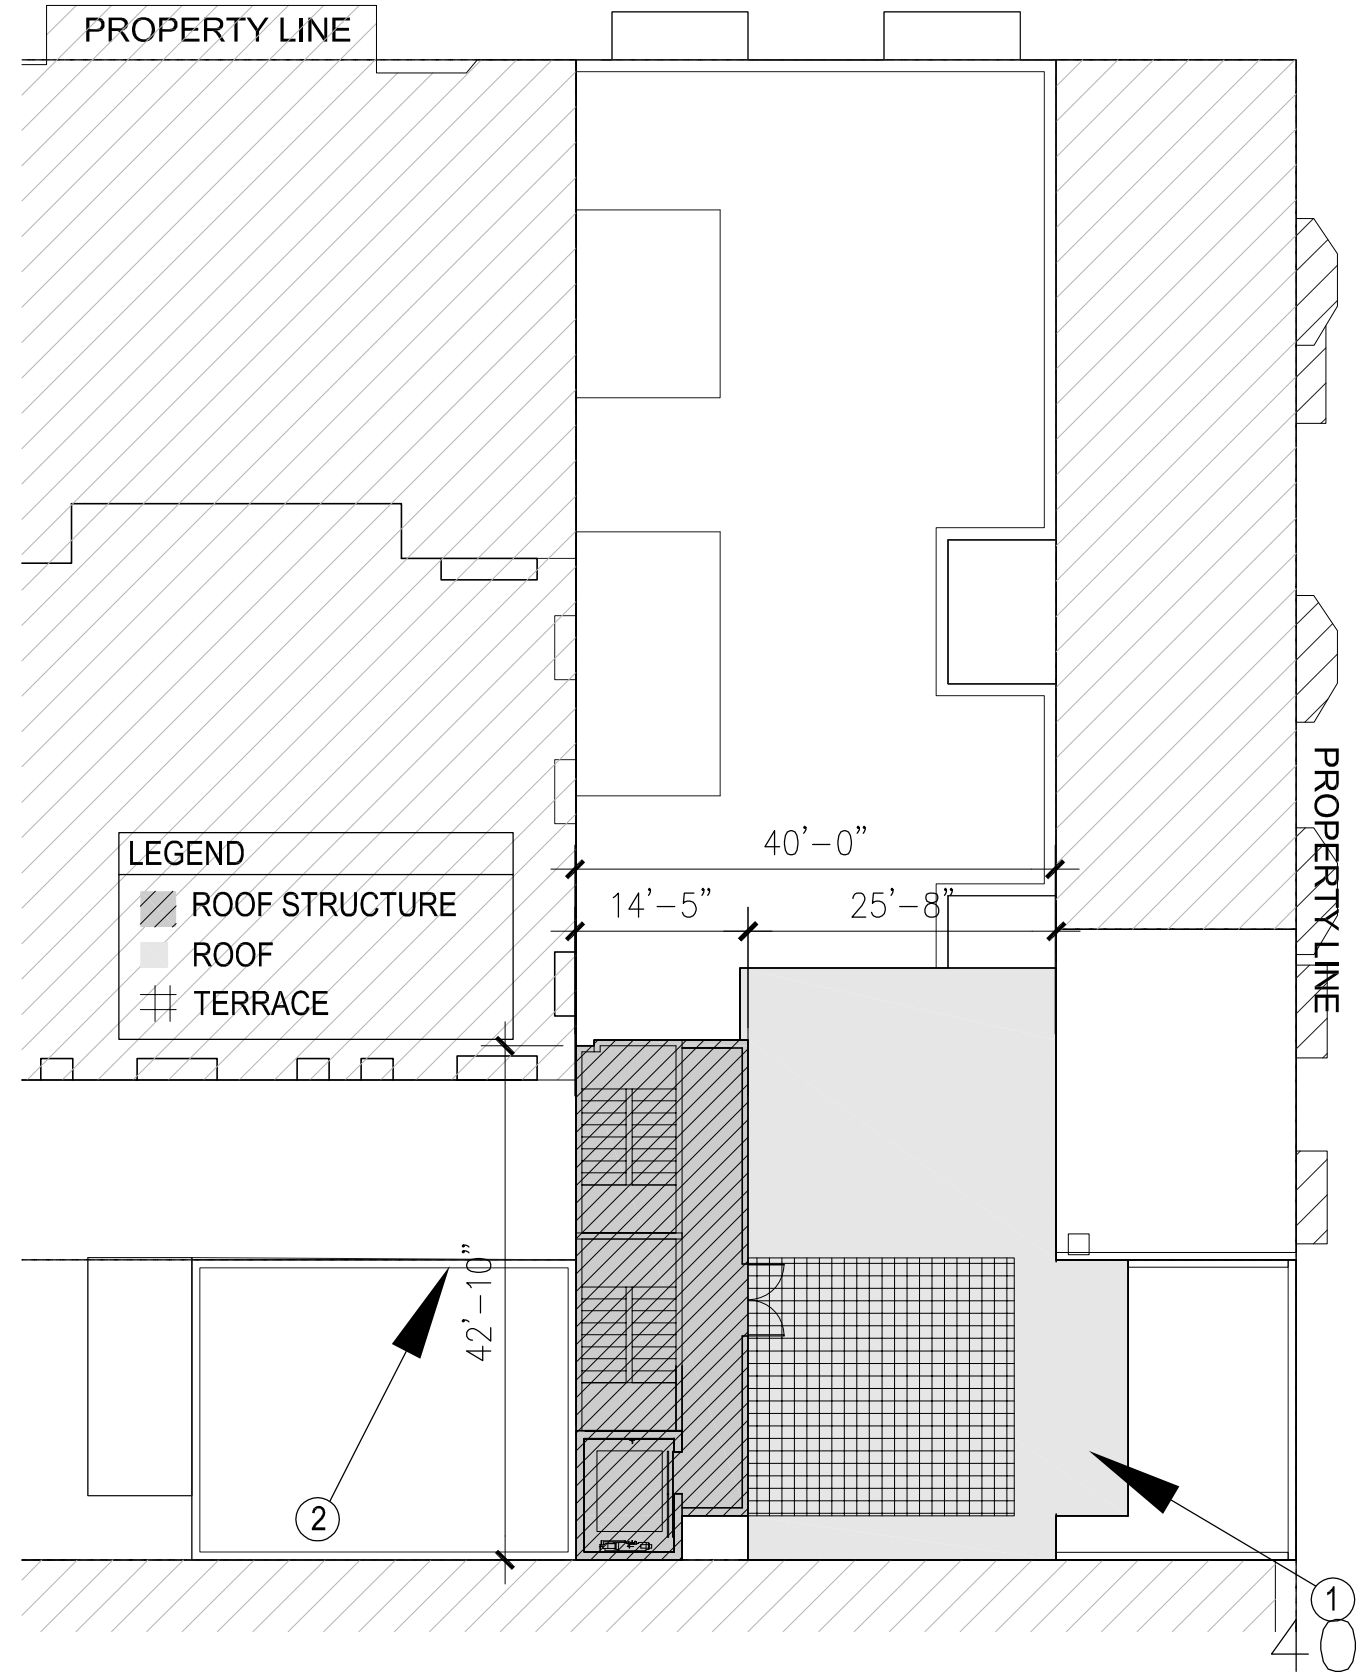 PROPERTY LINE
40'-0"
14'-5"
25'-8"
PROPERTY LINE
LEGEND
ROOF STRUCTURE
ROOF
TERRACE
42'-10"
2
1